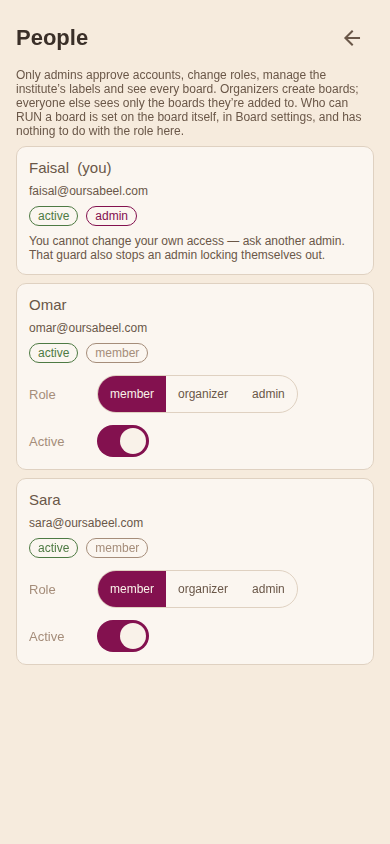 People
Only admins approve accounts, change roles, manage the
institute's labels and see every board. Organizers create boards;
everyone else sees only the boards they're added to. Who can
RUN a board is set on the board itself, in Board settings, and has
nothing to do with the role here.
Faisal (you)
faisal@oursabeel.com
active admin
You cannot change your own access — ask another admin.
That guard also stops an admin locking themselves out.
Omar
omar@oursabeel.com
active member
Role member organizer admin
Active
Sara
sara@oursabeel.com
active member
Role member organizer admin
Active